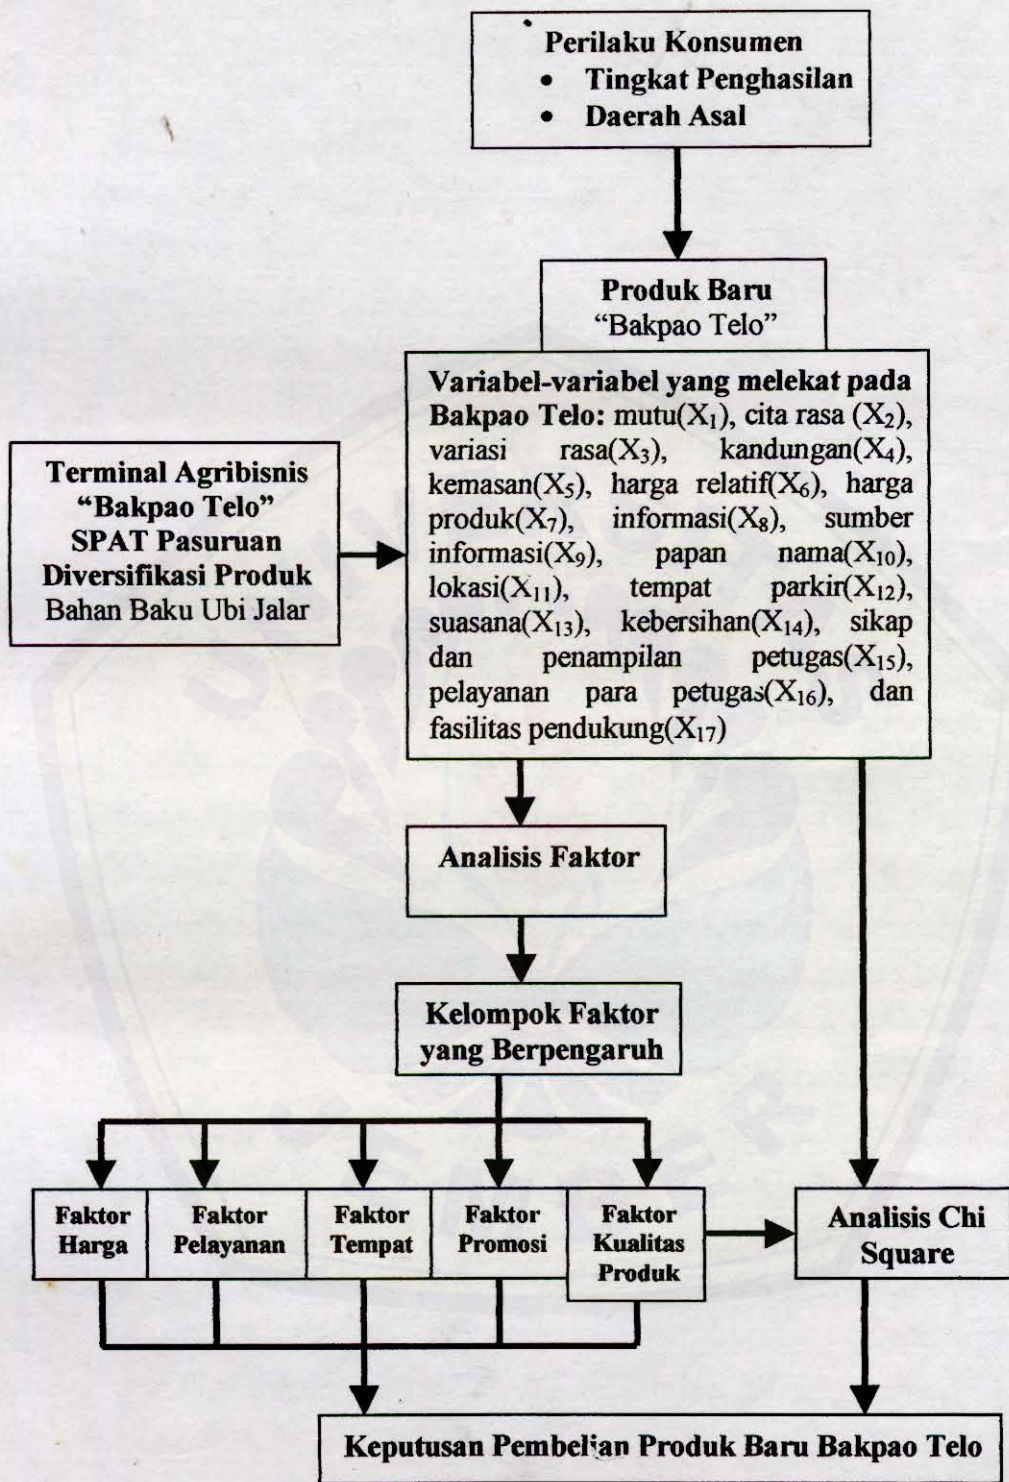 Perilaku Konsumen
• Tingkat Penghasilan
• Daerah Asal
Produk Baru
“Bakpao Telo”
Variabel-variabel yang melekat pada
Bakpao Telo: mutu(X₁), cita rasa (X₂),
variasi rasa(X₃), kandungan(X₄),
kemasan(X₅), harga relatif(X₆), harga
produk(X₇), informasi(X₈), sumber
informasi(X₉), papan nama(X₁₀),
lokasi(X₁₁), tempat parkir(X₁₂),
suasana(X₁₃), kebersihan(X₁₄), sikap
dan penampilan petugas(X₁₅),
pelayanan para petugas(X₁₆), dan
fasilitas pendukung(X₁₇)
Terminal Agribisnis
“Bakpao Telo”
SPAT Pasuruan
Diversifikasi Produk
Bahan Baku Ubi Jalar
Analisis Faktor
Kelompok Faktor
yang Berpengaruh
Faktor
Harga
Faktor
Pelayanan
Faktor
Tempat
Faktor
Promosi
Faktor
Kualitas
Produk
Analisis Chi
Square
Keputusan Pembelian Produk Baru Bakpao Telo